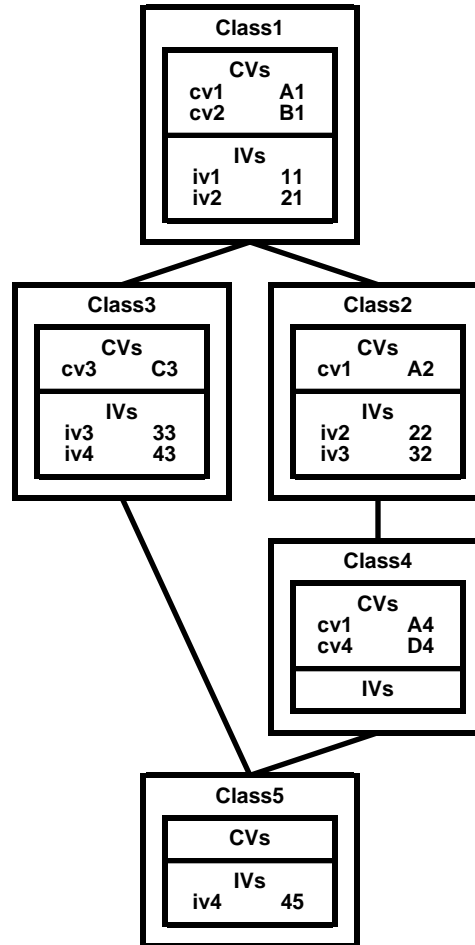 Class1
CVs
cv1 A1
cv2 B1
IVs
iv1 11
iv2 21
Class3
CVs
cv3 C3
IVs
iv3 33
iv4 43
Class2
CVs
cv1 A2
IVs
iv2 22
iv3 32
Class4
CVs
cv1 A4
cv4 D4
IVs
Class5
CVs
IVs
iv4 45